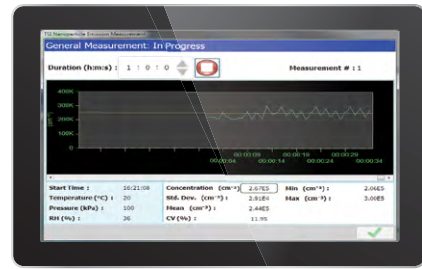 TSI Nanoparticle Emission Measurement
General Measurement: In Progress
Duration (h:m:s) : 1 : 0 : 0
Measurement # : 1
400K
300K
200K
100K
00:00:04 00:00:09 00:00:14 00:00:19 00:00:24 00:00:29 00:00:34
Start Time : 16:21:08 Concentration (cm⁻³) 2.67E5 Min (cm⁻³) : 2.06E5
Temperature (°C) : 20 Std. Dev. (cm⁻³) : 2.91E4 Max (cm⁻³) : 3.00E5
Pressure (kPa) : 100 Mean (cm⁻³) : 2.44E5
RH (%) : 26 CV (%) : 11.95